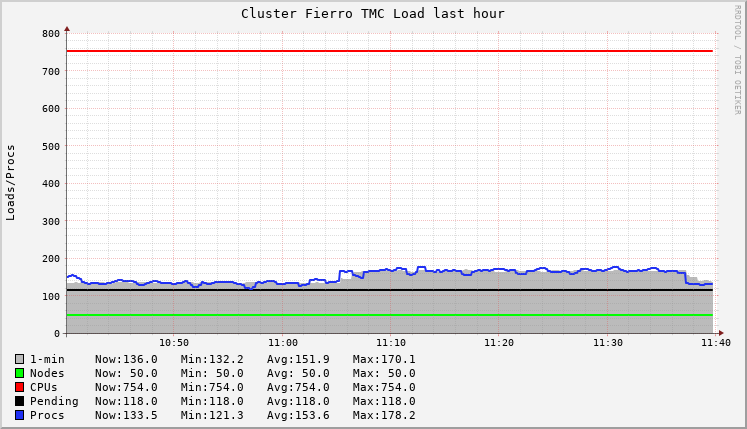 Cluster Fierro TMC Load last hour
RRDTOOL / TOBI OETIKER
Loads/Procs
800
700
600
500
400
300
200
100
0
10:50 11:00 11:10 11:20 11:30 11:40
1-min Now:136.0 Min:132.2 Avg:151.9 Max:170.1
Nodes Now: 50.0 Min: 50.0 Avg: 50.0 Max: 50.0
CPUs Now:754.0 Min:754.0 Avg:754.0 Max:754.0
Pending Now:118.0 Min:118.0 Avg:118.0 Max:118.0
Procs Now:133.5 Min:121.3 Avg:153.6 Max:178.2